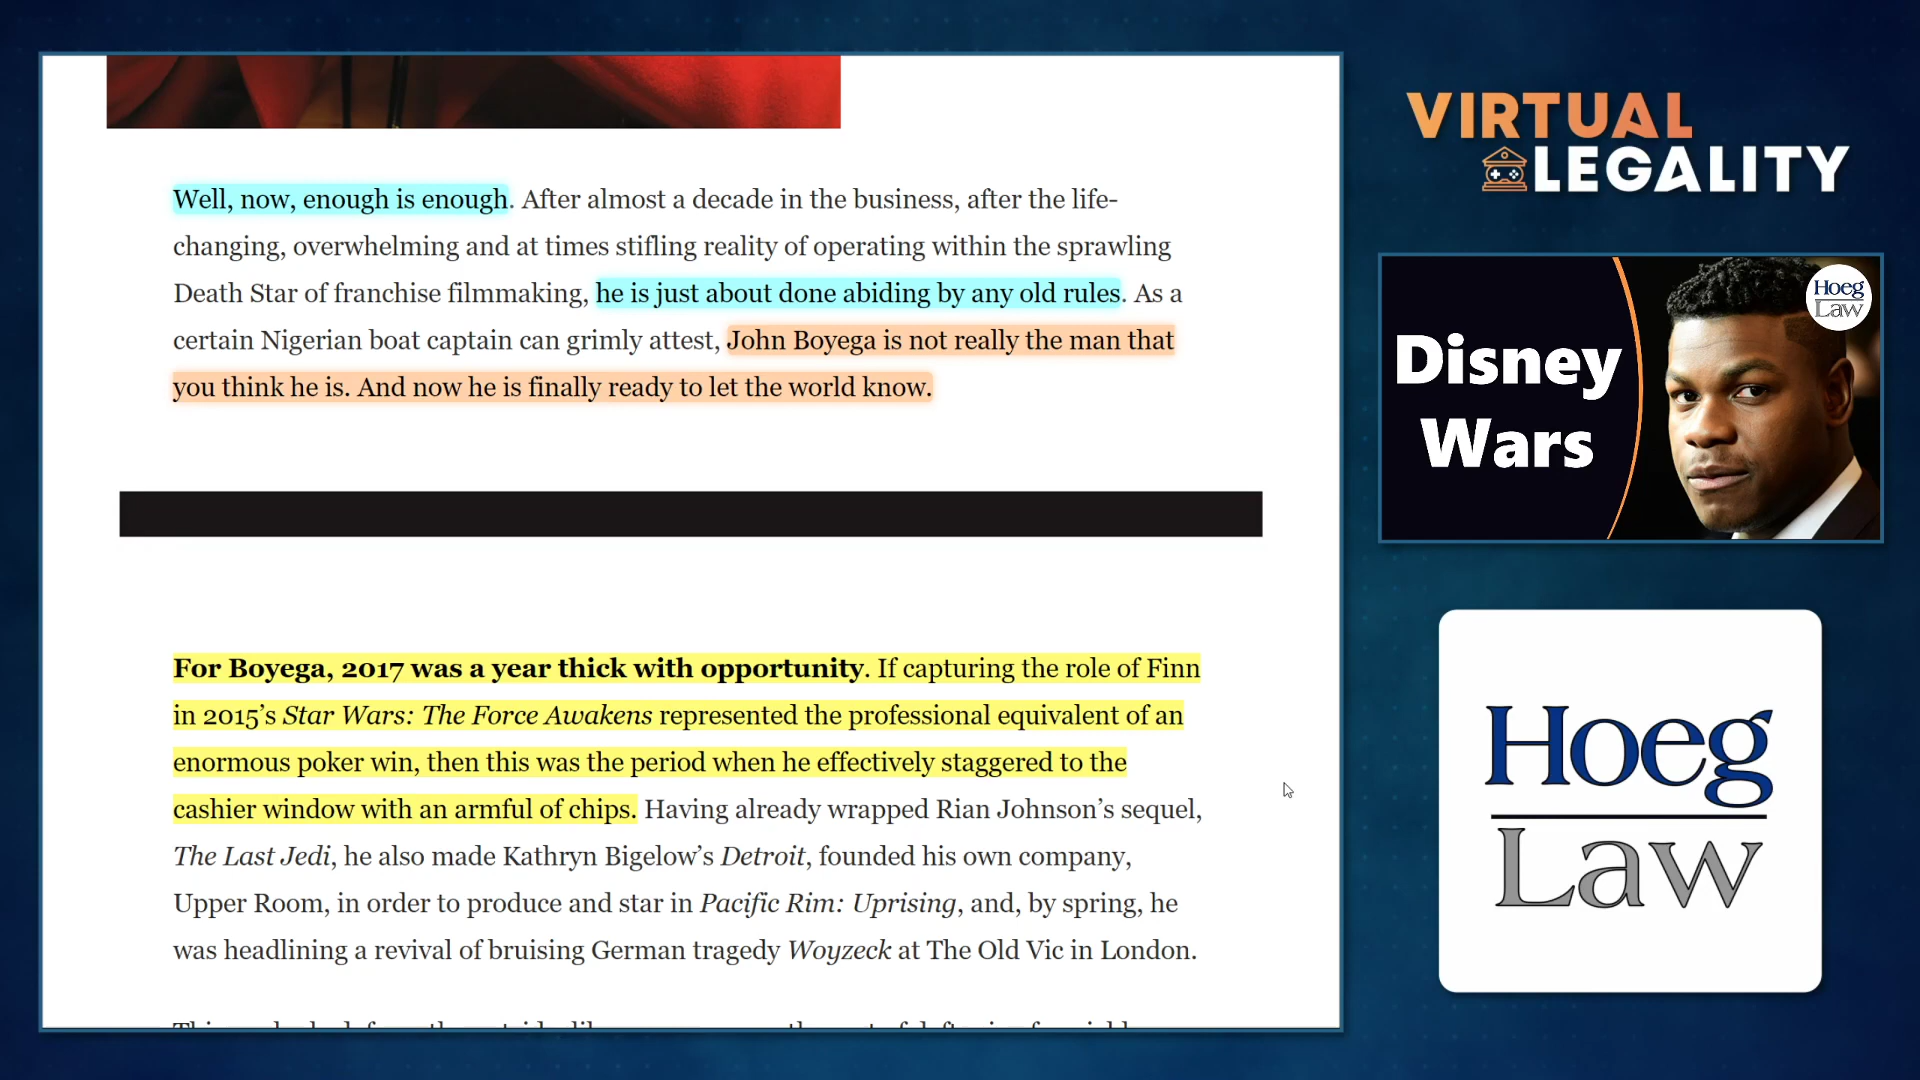 Well, now, enough is enough. After almost a decade in the business, after the life-
changing, overwhelming and at times stifling reality of operating within the sprawling
Death Star of franchise filmmaking, he is just about done abiding by any old rules. As a
certain Nigerian boat captain can grimly attest, John Boyega is not really the man that
you think he is. And now he is finally ready to let the world know.
For Boyega, 2017 was a year thick with opportunity. If capturing the role of Finn
in 2015’s Star Wars: The Force Awakens represented the professional equivalent of an
enormous poker win, then this was the period when he effectively staggered to the
cashier window with an armful of chips. Having already wrapped Rian Johnson’s sequel,
The Last Jedi, he also made Kathryn Bigelow’s Detroit, founded his own company,
Upper Room, in order to produce and star in Pacific Rim: Uprising, and, by spring, he
was headlining a revival of bruising German tragedy Woyzeck at The Old Vic in London.
VIRTUAL
LEGALITY
Disney
Wars
Hoeg
Law
Hoeg
Law